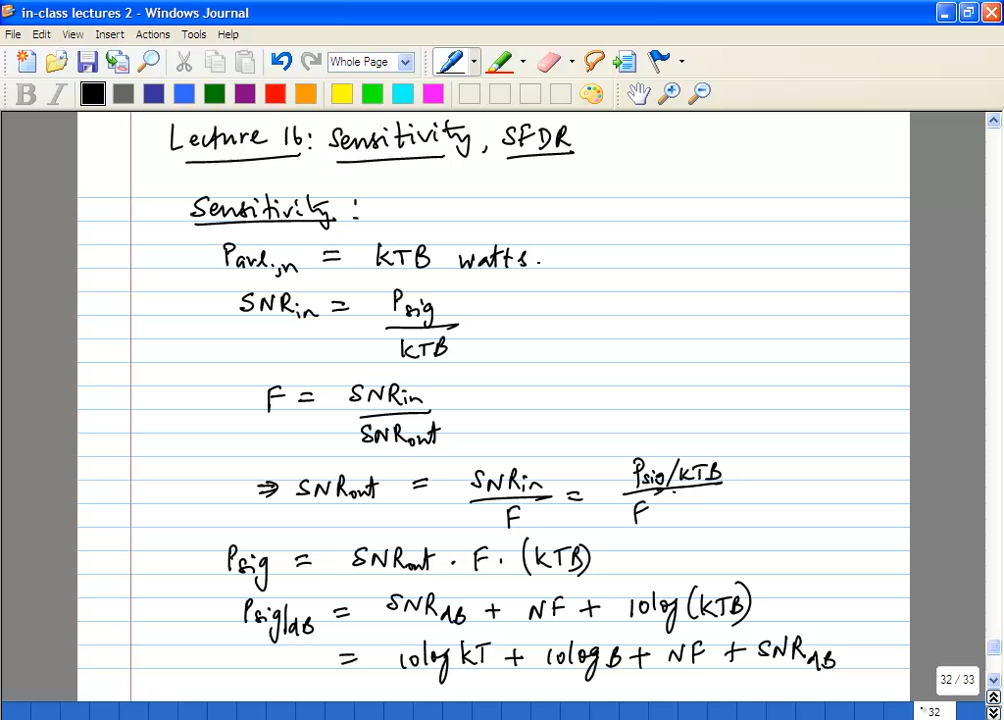 in-class lectures 2 - Windows Journal
File Edit View Insert Actions Tools Help
Whole Page
B I
Lecture 16: Sensitivity, SFDR
Sensitivity:
Pavl.,n = KTB watts.
SNRin = Psig
KTB
F = SNRin
SNRout
⇒ SNRout = SNRin = Psig/KTB
F F
Psig = SNRout . F . (KTB)
Psig|dB = SNRdB + NF + 10log(KTB)
= 10log KT + 10log B + NF + SNRdB
32 / 33
32